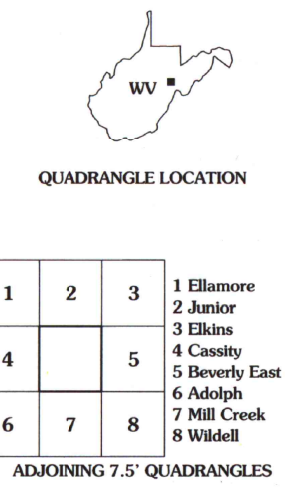 WV
QUADRANGLE LOCATION
1 2 3
4 5
6 7 8
1 Ellamore
2 Junior
3 Elkins
4 Cassity
5 Beverly East
6 Adolph
7 Mill Creek
8 Wildell
ADJOINING 7.5' QUADRANGLES